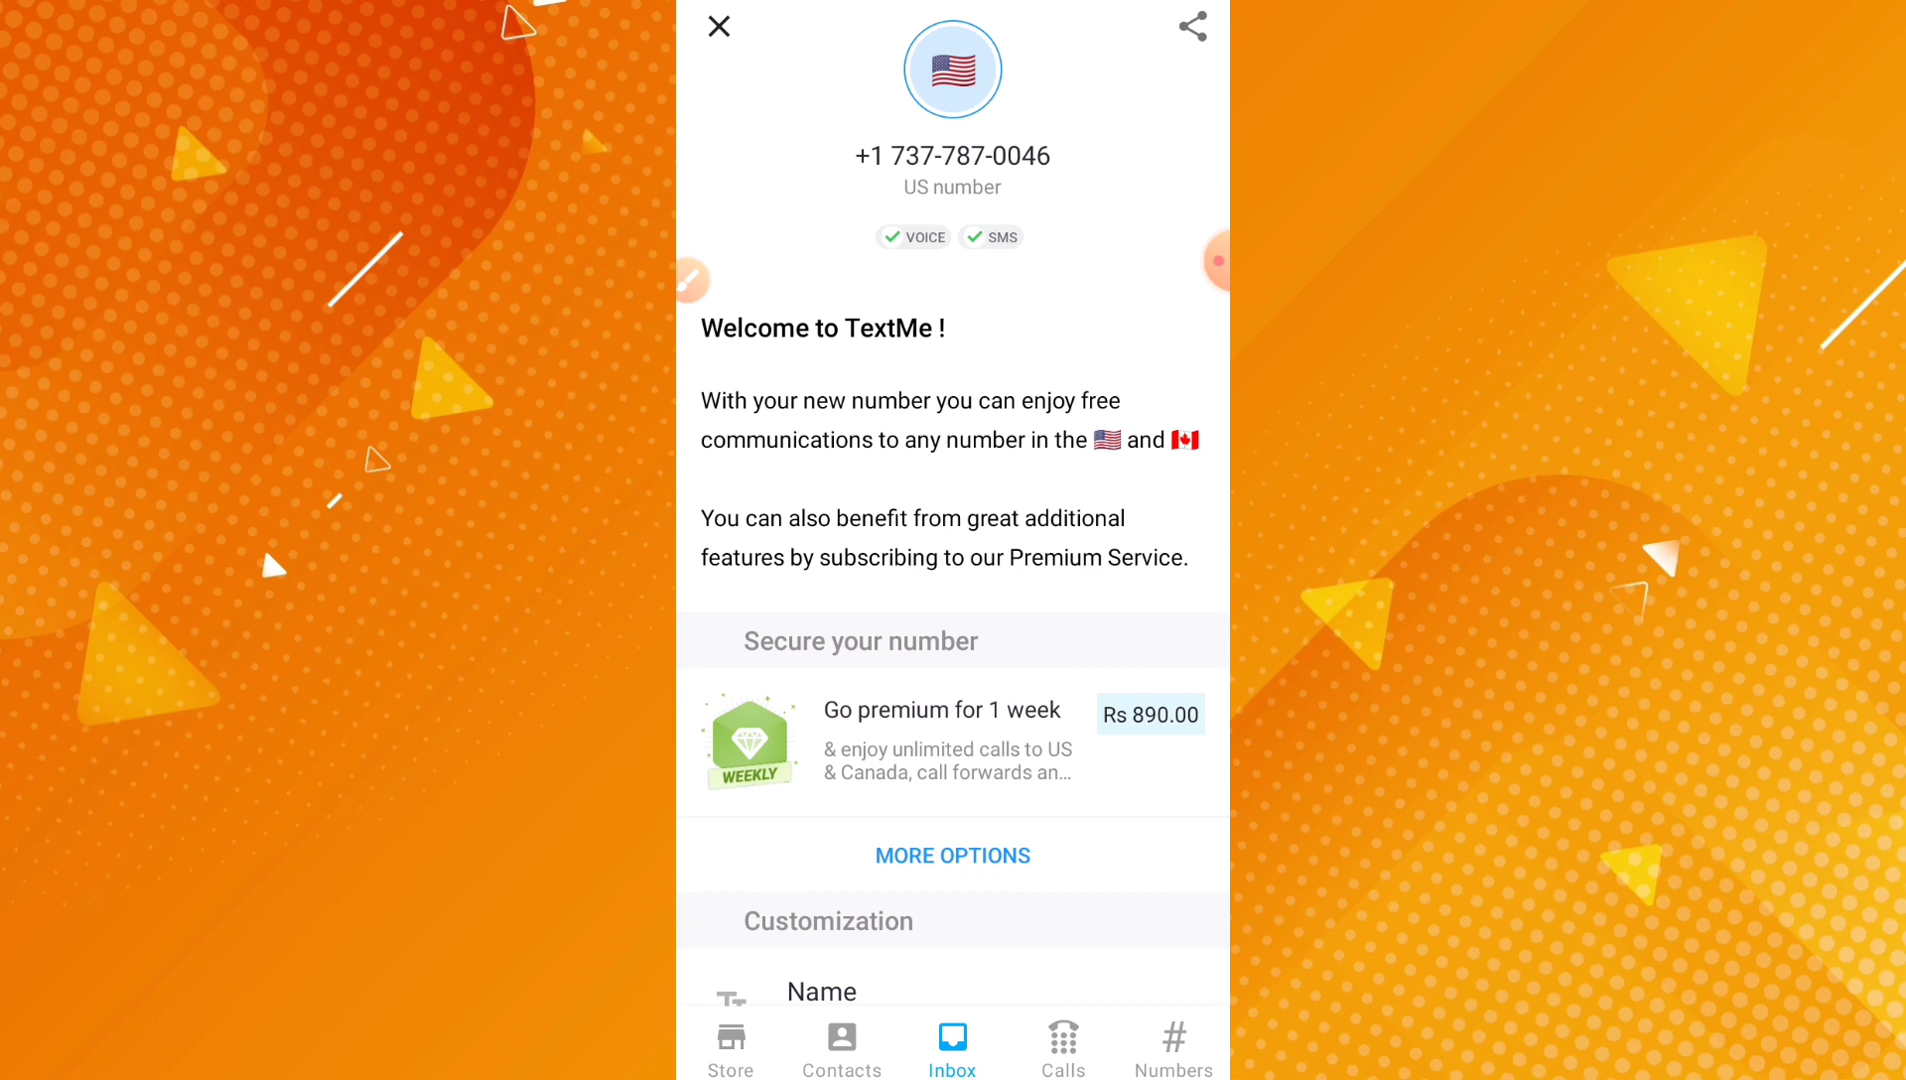 +1 737-787-0046
US number
VOICE SMS
Welcome to TextMe !
With your new number you can enjoy free
communications to any number in the 🇺🇸 and 🇨🇦
You can also benefit from great additional
features by subscribing to our Premium Service.
Secure your number
Go premium for 1 week
Rs 890.00
& enjoy unlimited calls to US
& Canada, call forwards an...
WEEKLY
MORE OPTIONS
Customization
Name
Store Contacts Inbox Calls Numbers